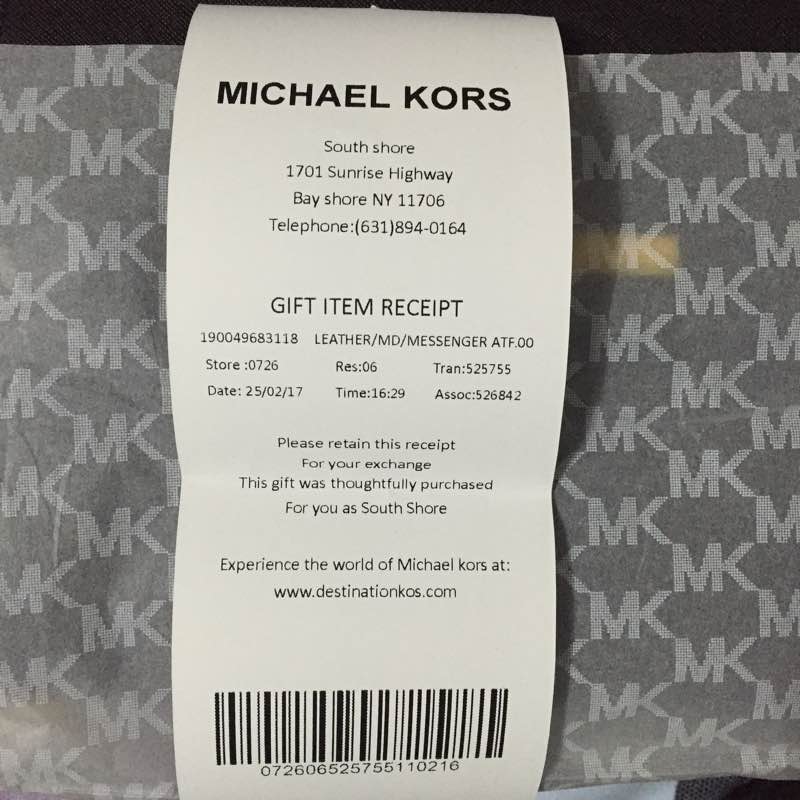 MICHAEL KORS
South shore
1701 Sunrise Highway
Bay shore NY 11706
Telephone:(631)894-0164
GIFT ITEM RECEIPT
190049683118 LEATHER/MD/MESSENGER ATF.00
Store :0726 Res:06 Tran:525755
Date: 25/02/17 Time:16:29 Assoc:526842
Please retain this receipt
For your exchange
This gift was thoughtfully purchased
For you as South Shore
Experience the world of Michael kors at:
www.destinationkos.com
072606525755110216
MK